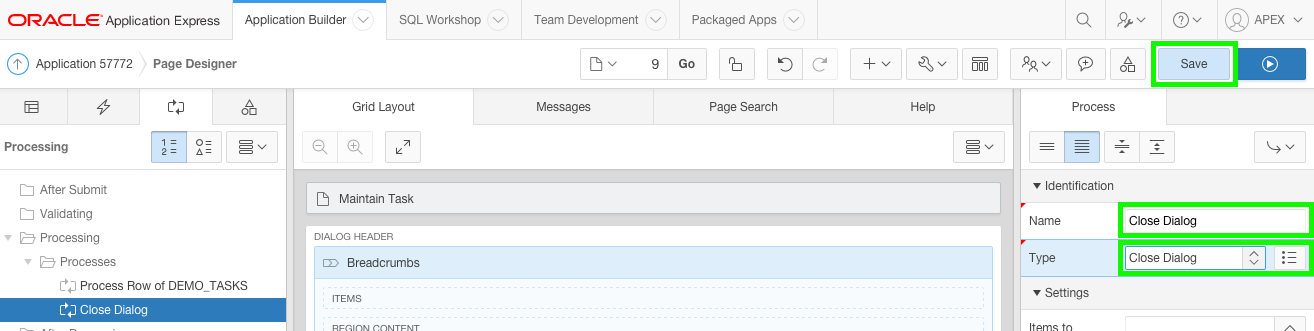 ORACLE Application Express Application Builder SQL Workshop Team Development Packaged Apps ? APEX
Application 57772 Page Designer 9 Go Save
Grid Layout Messages Page Search Help Process
Processing
After Submit
Validating
Processing
Processes
Process Row of DEMO_TASKS
Close Dialog
Maintain Task
DIALOG HEADER
Breadcrumbs
ITEMS
REGION CONTENT
Identification
Name Close Dialog
Type Close Dialog
Settings
Items to